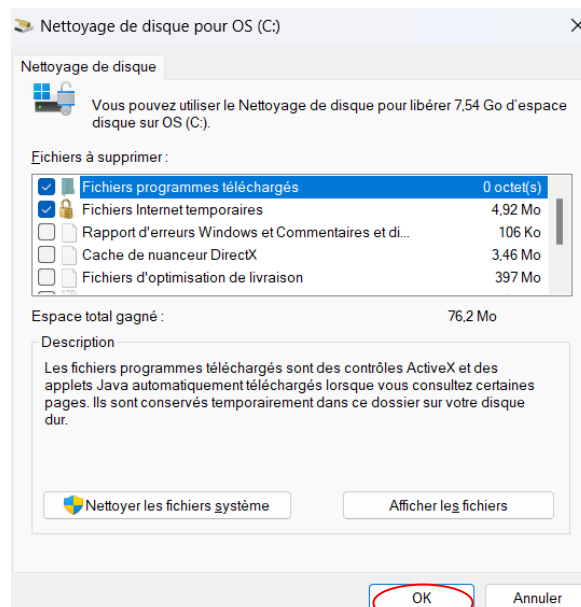 Nettoyage de disque pour OS (C:)
Nettoyage de disque
Vous pouvez utiliser le Nettoyage de disque pour libérer 7,54 Go d'espace
disque sur OS (C:).
Fichiers à supprimer :
Fichiers programmes téléchargés 0 octet(s)
Fichiers Internet temporaires 4,92 Mo
Rapport d'erreurs Windows et Commentaires et di... 106 Ko
Cache de nuanceur DirectX 3,46 Mo
Fichiers d'optimisation de livraison 397 Mo
Espace total gagné : 76,2 Mo
Description
Les fichiers programmes téléchargés sont des contrôles ActiveX et des
applets Java automatiquement téléchargés lorsque vous consultez certaines
pages. Ils sont conservés temporairement dans ce dossier sur votre disque
dur.
Nettoyer les fichiers système Afficher les fichiers
OK Annuler